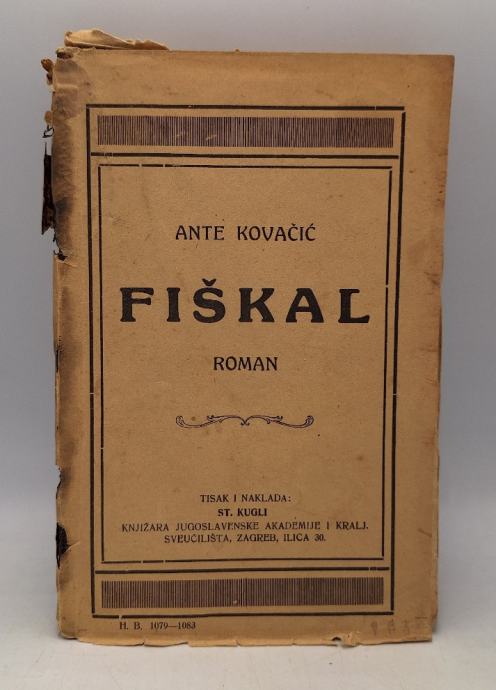 ANTE KOVAČIĆ
FIŠKAL
ROMAN
TISAK I NAKLADA:
ST. KUGLI
KNJIŽARA JUGOSLAVENSKE AKADEMIJE I KRALJ.
SVEUČILIŠTA, ZAGREB, ILICA 30.
H. B. 1079—1083